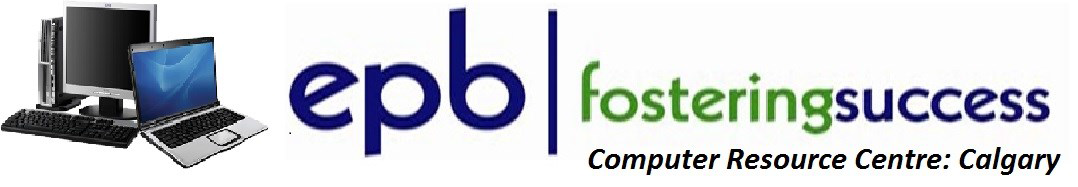 epb | fosteringsuccess
Computer Resource Centre: Calgary